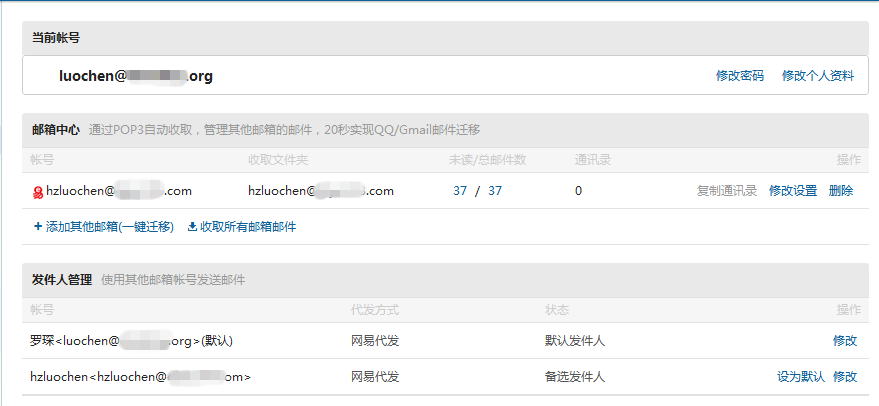 当前帐号
luochen@ .org 修改密码 修改个人资料
邮箱中心 通过POP3自动收取，管理其他邮箱的邮件，20秒实现QQ/Gmail邮件迁移
帐号 收取文件夹 未读/总邮件数 通讯录 操作
hzluochen@ .com hzluochen@ .com 37 / 37 0 复制通讯录 修改设置 删除
+ 添加其他邮箱(一键迁移) 收取所有邮箱邮件
发件人管理 使用其他邮箱帐号发送邮件
帐号 代发方式 状态 操作
罗琛<luochen@ org>(默认) 网易代发 默认发件人 修改
hzluochen<hzluochen@ om> 网易代发 备选发件人 设为默认 修改